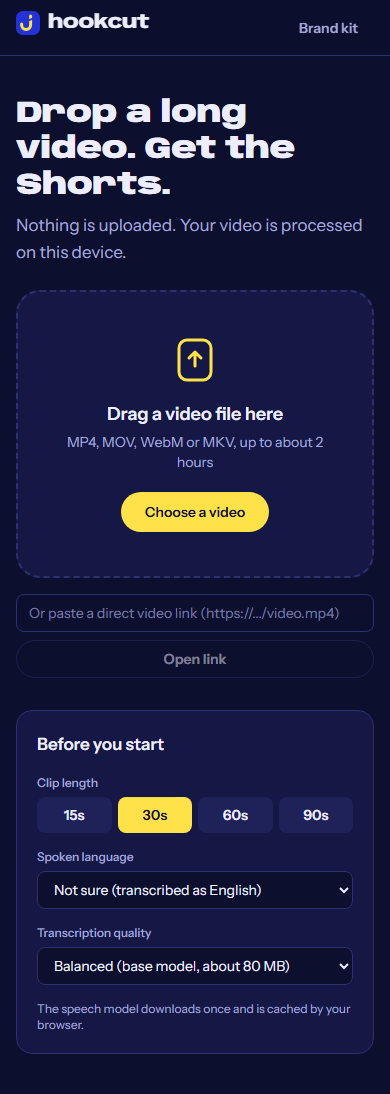 hookcut
Brand kit
Drop a long
video. Get the
Shorts.
Nothing is uploaded. Your video is processed
on this device.
Drag a video file here
MP4, MOV, WebM or MKV, up to about 2
hours
Choose a video
Or paste a direct video link (https://.../video.mp4)
Open link
Before you start
Clip length
15s 30s 60s 90s
Spoken language
Not sure (transcribed as English)
Transcription quality
Balanced (base model, about 80 MB)
The speech model downloads once and is cached by your
browser.